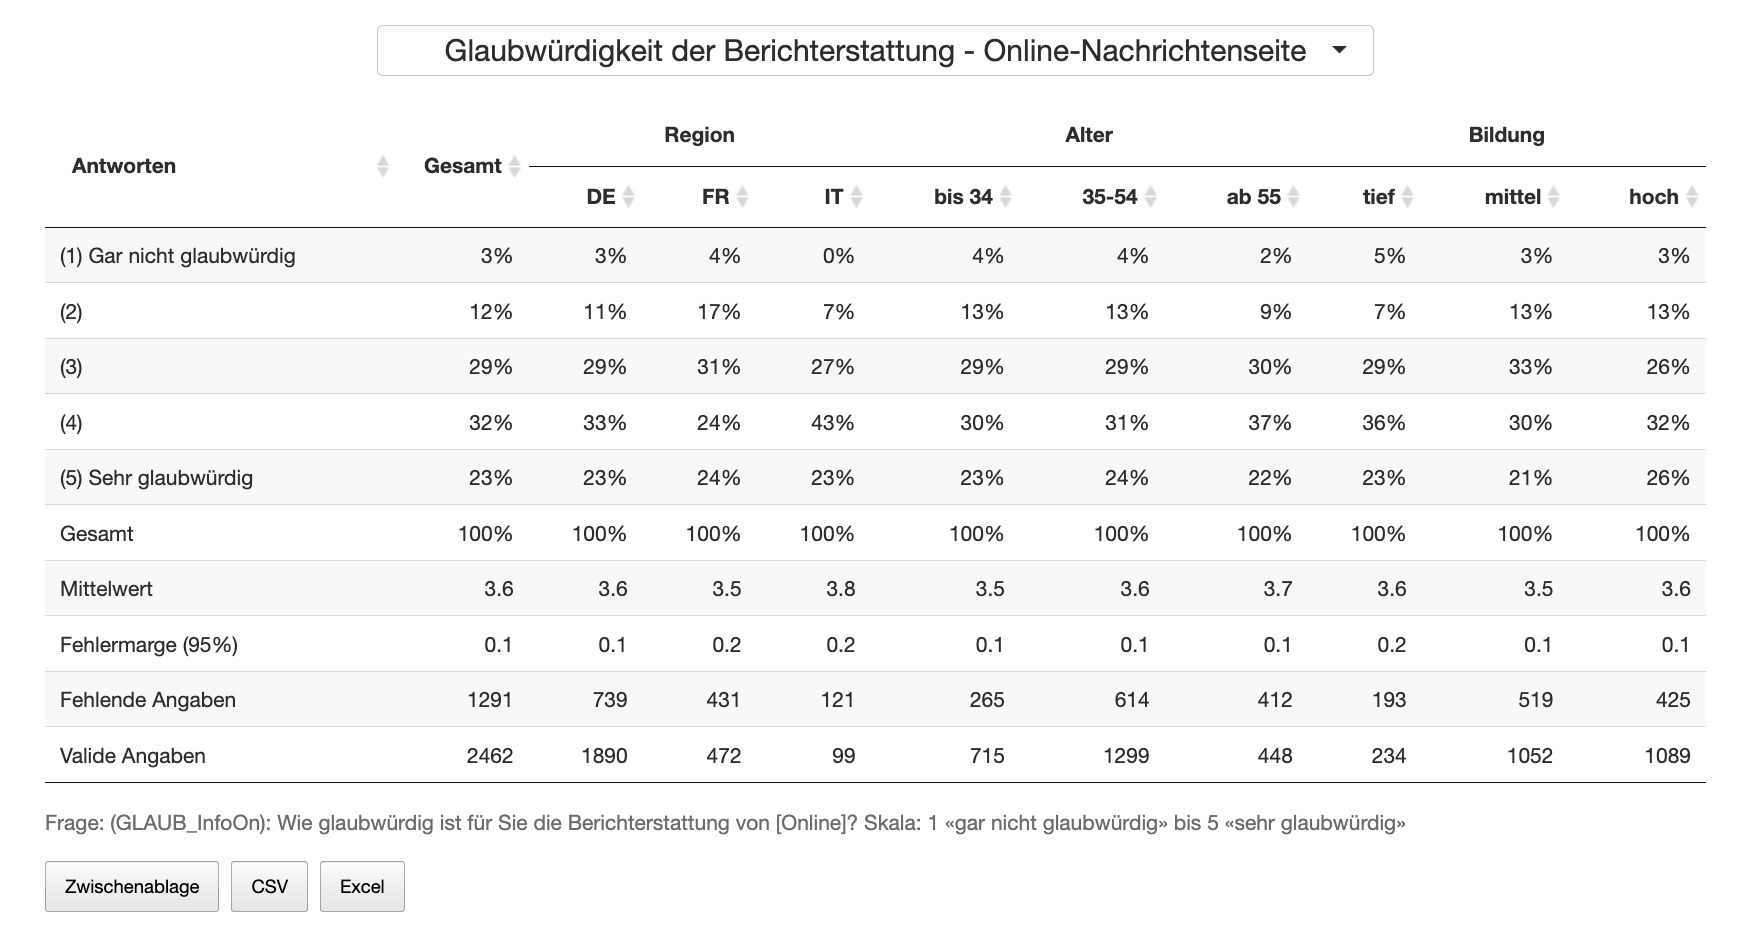 Glaubwürdigkeit der Berichterstattung - Online-Nachrichtenseite
Region Alter Bildung
Antworten Gesamt
DE FR IT bis 34 35-54 ab 55 tief mittel hoch
(1) Gar nicht glaubwürdig 3% 3% 4% 0% 4% 4% 2% 5% 3% 3%
(2) 12% 11% 17% 7% 13% 13% 9% 7% 13% 13%
(3) 29% 29% 31% 27% 29% 29% 30% 29% 33% 26%
(4) 32% 33% 24% 43% 30% 31% 37% 36% 30% 32%
(5) Sehr glaubwürdig 23% 23% 24% 23% 23% 24% 22% 23% 21% 26%
Gesamt 100% 100% 100% 100% 100% 100% 100% 100% 100% 100%
Mittelwert 3.6 3.6 3.5 3.8 3.5 3.6 3.7 3.6 3.5 3.6
Fehlermarge (95%) 0.1 0.1 0.2 0.2 0.1 0.1 0.1 0.2 0.1 0.1
Fehlende Angaben 1291 739 431 121 265 614 412 193 519 425
Valide Angaben 2462 1890 472 99 715 1299 448 234 1052 1089
Frage: (GLAUB_InfoOn): Wie glaubwürdig ist für Sie die Berichterstattung von [Online]? Skala: 1 «gar nicht glaubwürdig» bis 5 «sehr glaubwürdig»
Zwischenablage CSV Excel